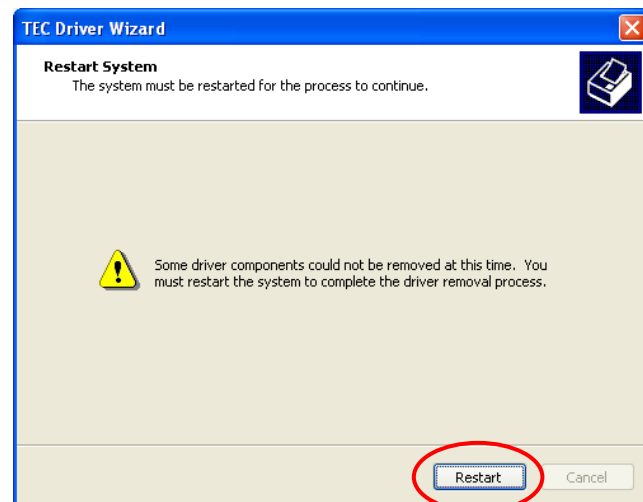 TEC Driver Wizard
Restart System
The system must be restarted for the process to continue.
Some driver components could not be removed at this time. You
must restart the system to complete the driver removal process.
Restart
Cancel